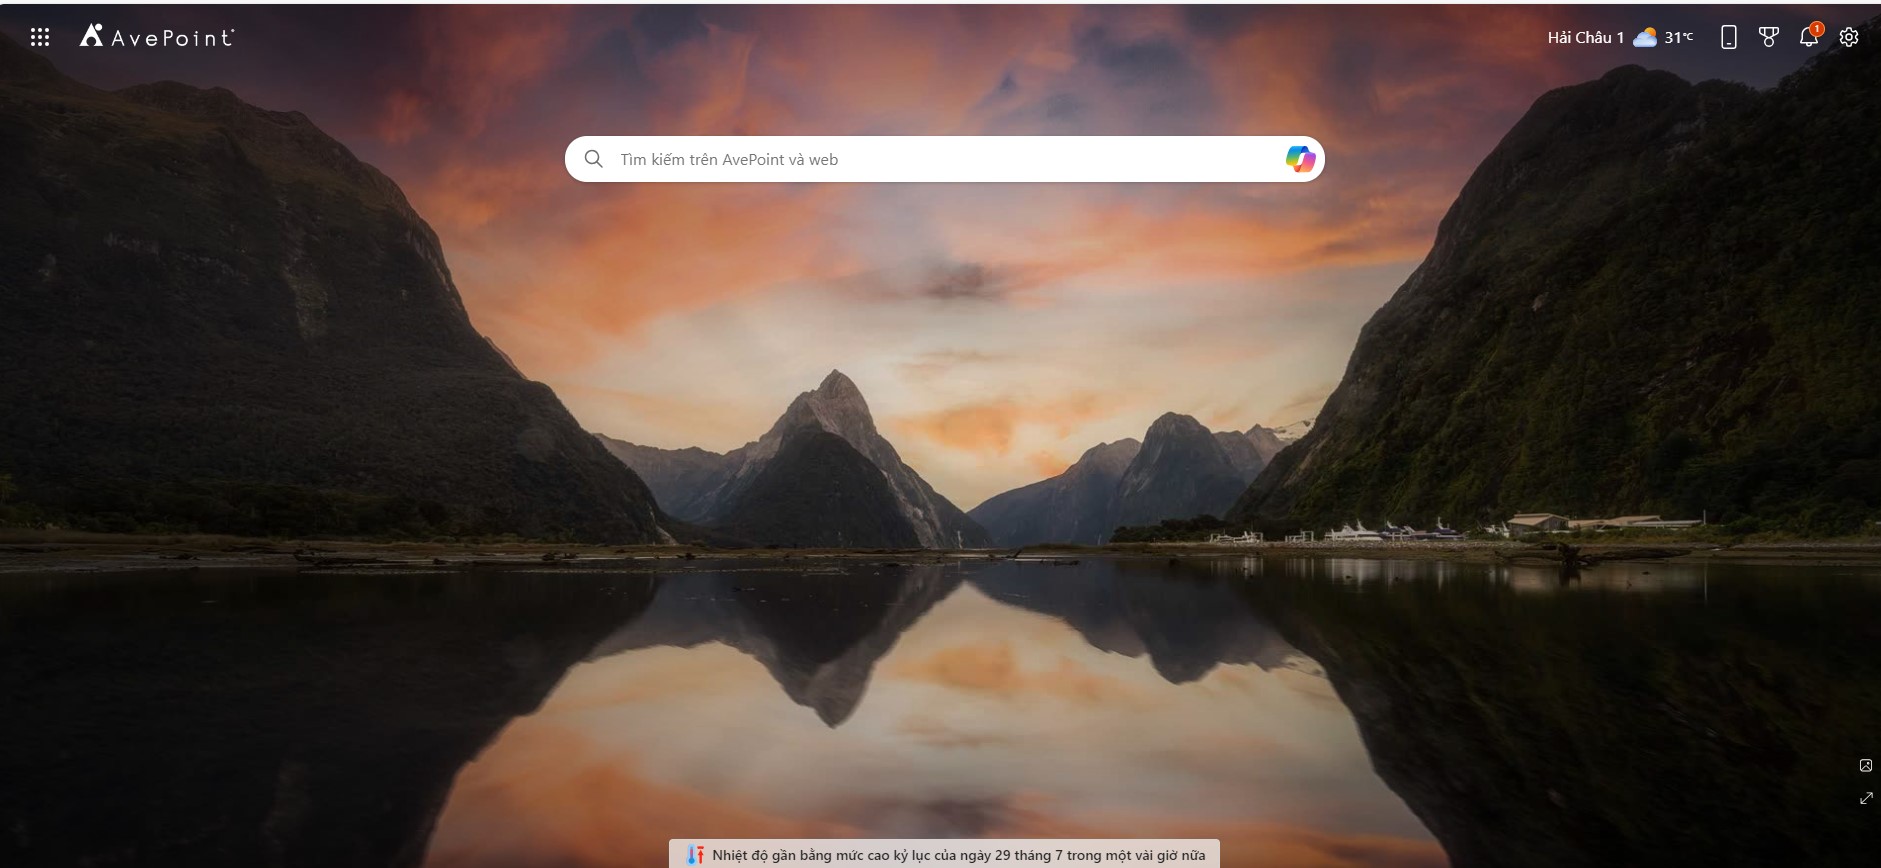 AvePoint
Hải Châu 1 31°C
1
Tìm kiếm trên AvePoint và web
Nhiệt độ gần bằng mức cao kỷ lục của ngày 29 tháng 7 trong một vài giờ nữa